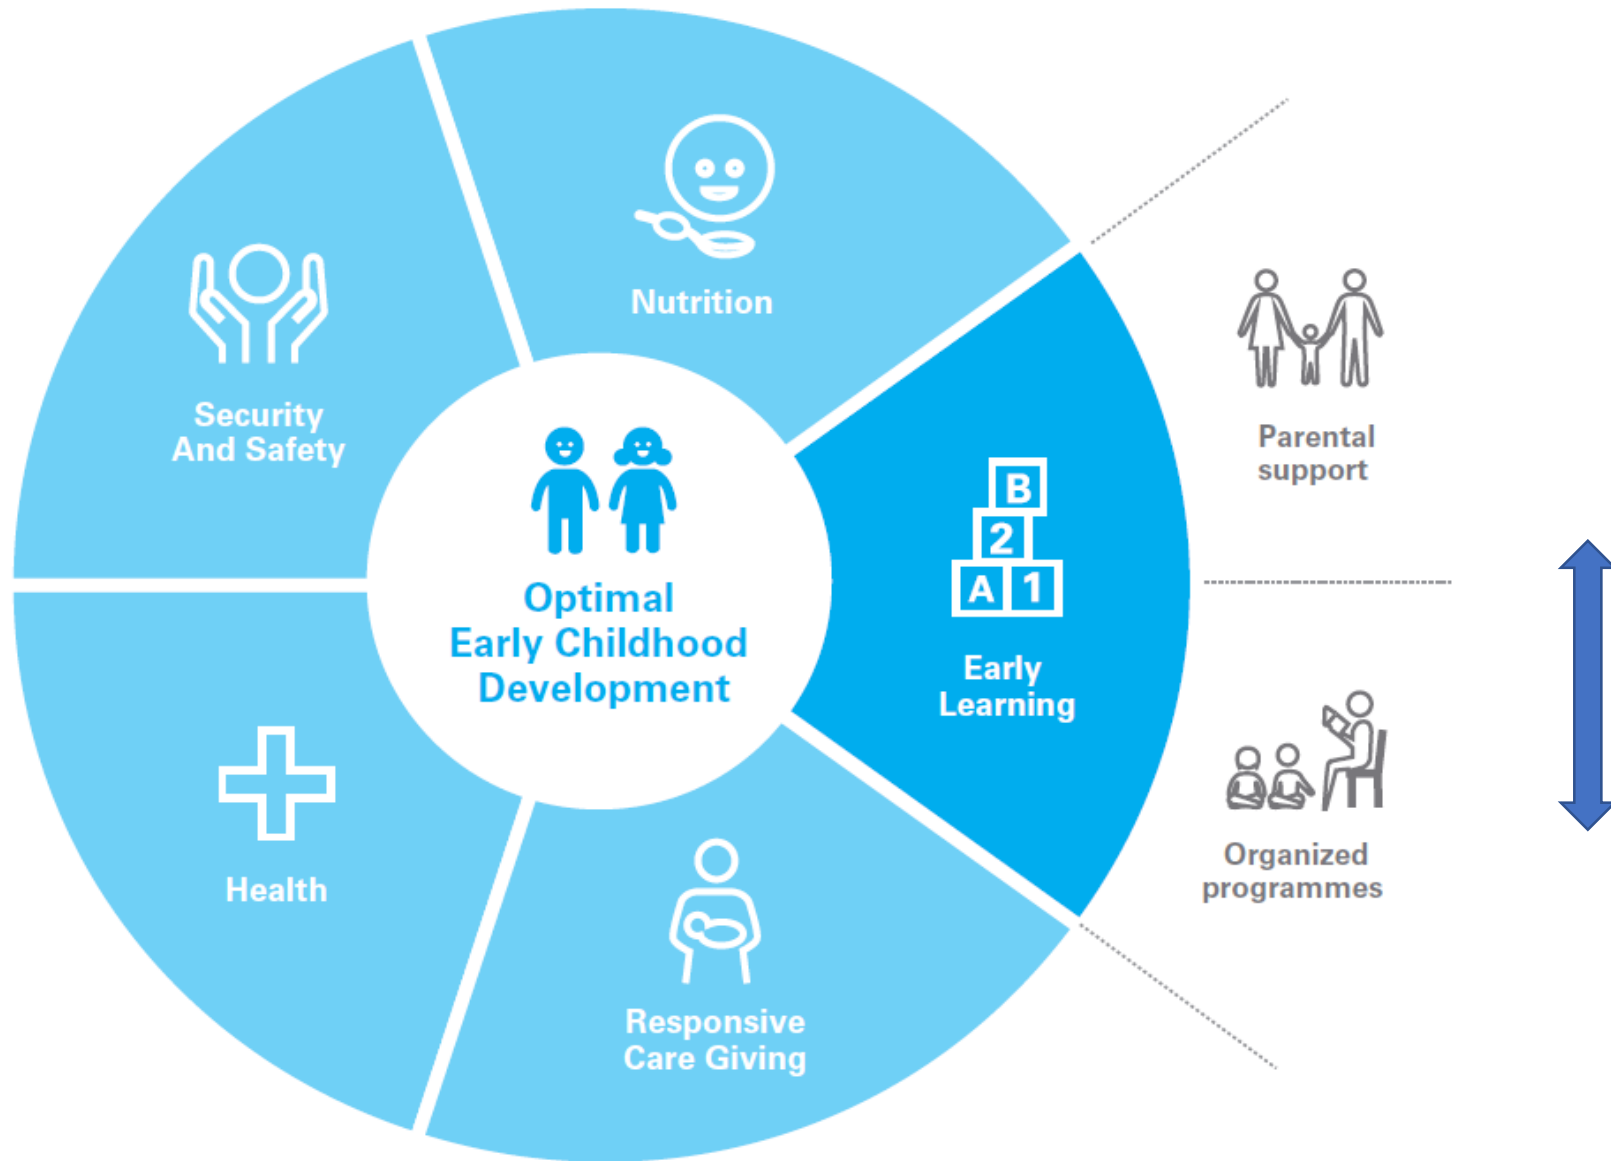 Nutrition
Security
And Safety
Optimal
Early Childhood
Development
B
2
A 1
Early
Learning
Parental
support
Organized
programmes
Health
Responsive
Care Giving